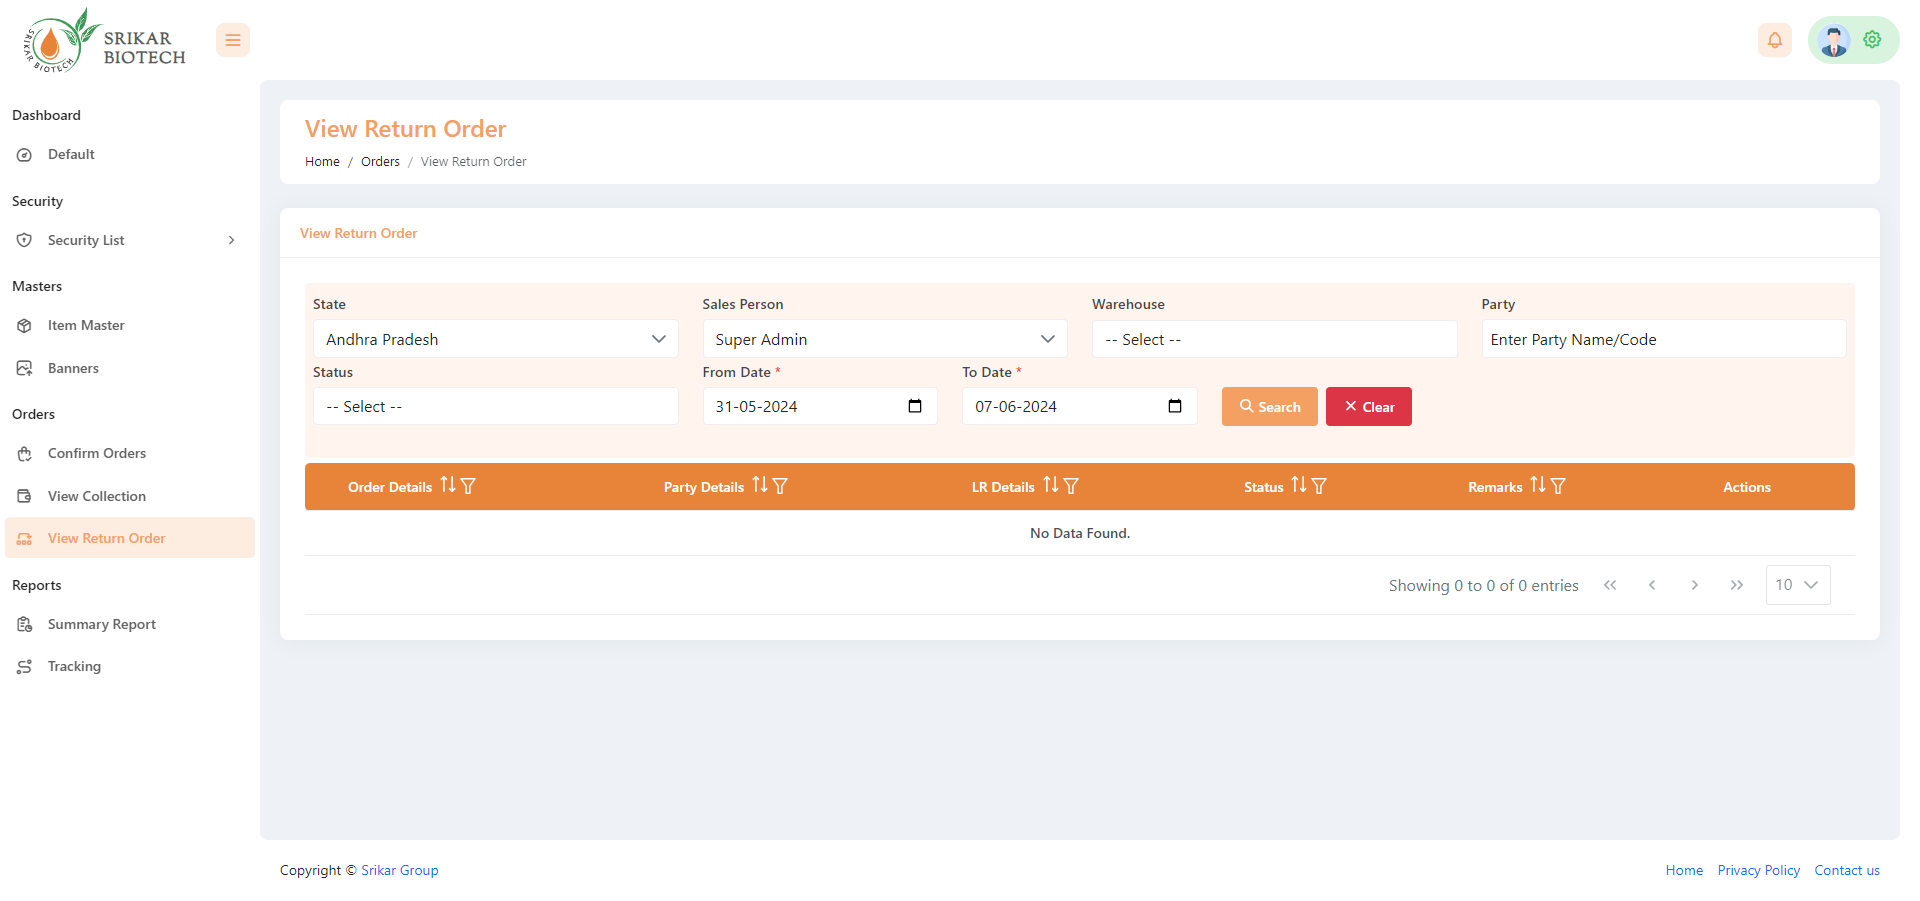 SRIKAR BIOTECH
SRIKAR
BIOTECH
Dashboard
Default
Security
Security List
Masters
Item Master
Banners
Orders
Confirm Orders
View Collection
View Return Order
Reports
Summary Report
Tracking
View Return Order
Home / Orders / View Return Order
View Return Order
State Sales Person Warehouse Party
Andhra Pradesh Super Admin -- Select -- Enter Party Name/Code
Status From Date * To Date *
-- Select -- 31-05-2024 07-06-2024 Search Clear
Order Details Party Details LR Details Status Remarks Actions
No Data Found.
Showing 0 to 0 of 0 entries 10
Copyright © Srikar Group Home Privacy Policy Contact us